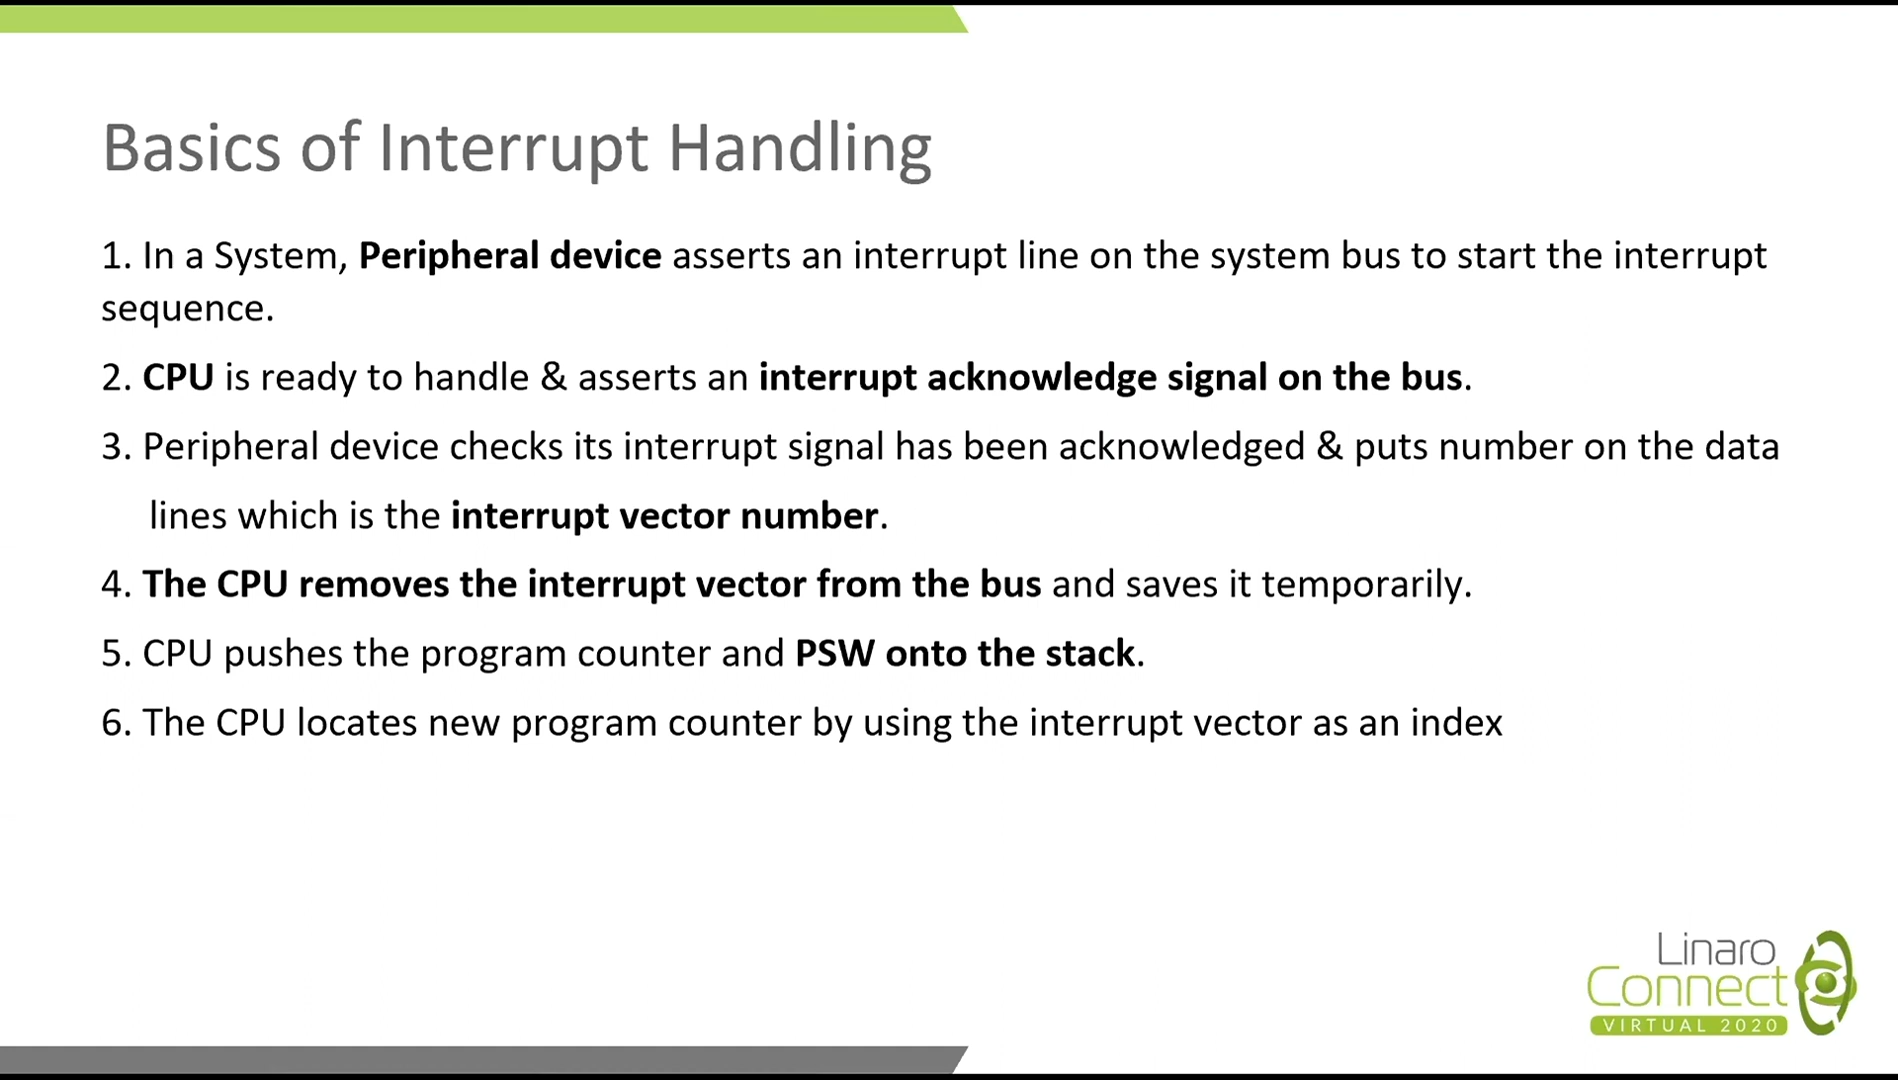 Basics of Interrupt Handling
1. In a System, Peripheral device asserts an interrupt line on the system bus to start the interrupt
sequence.
2. CPU is ready to handle & asserts an interrupt acknowledge signal on the bus.
3. Peripheral device checks its interrupt signal has been acknowledged & puts number on the data
lines which is the interrupt vector number.
4. The CPU removes the interrupt vector from the bus and saves it temporarily.
5. CPU pushes the program counter and PSW onto the stack.
6. The CPU locates new program counter by using the interrupt vector as an index
Linaro
Connect
VIRTUAL 2020